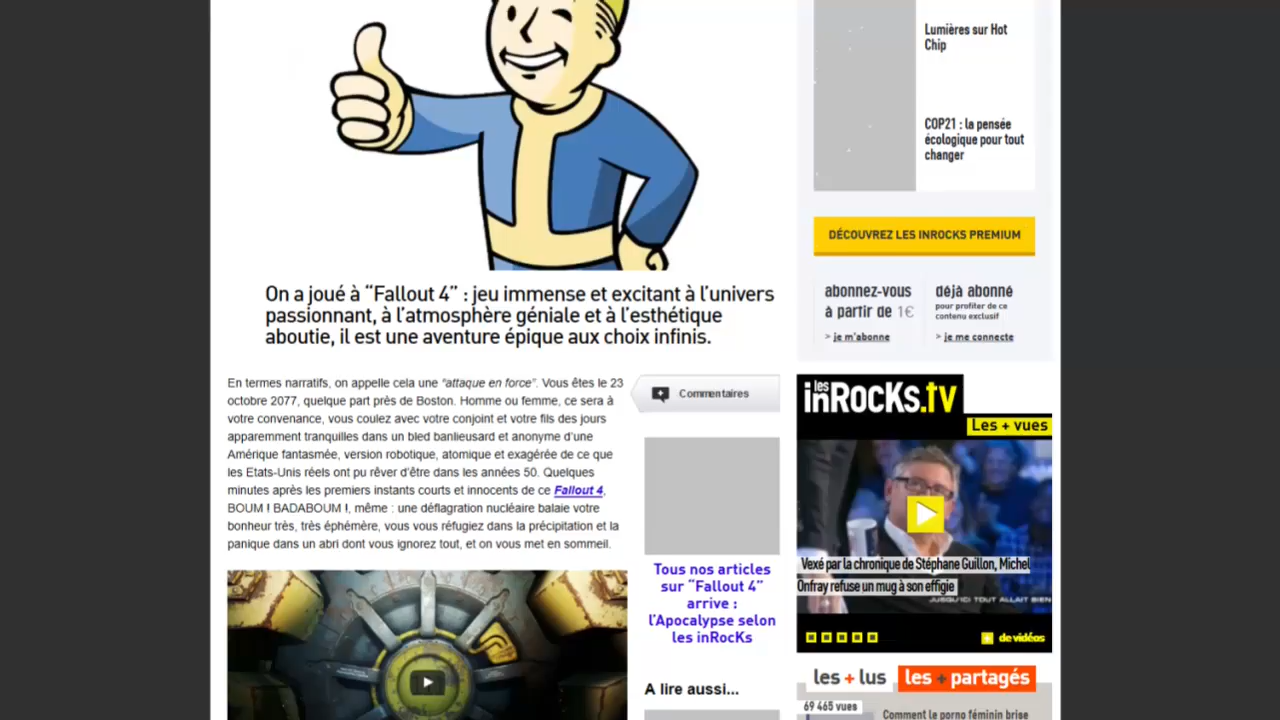 Lumières sur Hot
Chip
COP21 : la pensée
écologique pour tout
changer
DÉCOUVREZ LES INROCKS PREMIUM
abonnez-vous
à partir de 1€
> je m'abonne
déjà abonné
pour profiter de ce
contenu exclusif
> je me connecte
On a joué à “Fallout 4” : jeu immense et excitant à l’univers
passionnant, à l’atmosphère géniale et à l’esthétique
aboutie, il est une aventure épique aux choix infinis.
En termes narratifs, on appelle cela une “attaque en force”. Vous êtes le 23
octobre 2077, quelque part près de Boston. Homme ou femme, ce sera à
votre convenance, vous coulez avec votre conjoint et votre fils des jours
apparemment tranquilles dans un bled banlieusard et anonyme d’une
Amérique fantasmée, version robotique, atomique et exagérée de ce que
les Etats-Unis réels ont pu rêver d’être dans les années 50. Quelques
minutes après les premiers instants courts et innocents de ce Fallout 4,
BOUM ! BADABOUM !, même : une déflagration nucléaire balaie votre
bonheur très, très éphémère, vous vous réfugiez dans la précipitation et la
panique dans un abri dont vous ignorez tout, et on vous met en sommeil.
Commentaires
Tous nos articles
sur “Fallout 4”
arrive :
l’Apocalypse selon
les inRocKs
A lire aussi...
les inRocKs.tv
Les + vues
Vexé par la chronique de Stéphane Guillon, Michel
Onfray refuse un mug à son effigie
JUSQU'ICI TOUT ALLAIT BIEN
+ de vidéos
les + lus
les + partagés
69 465 vues
Comment le porno féminin brise